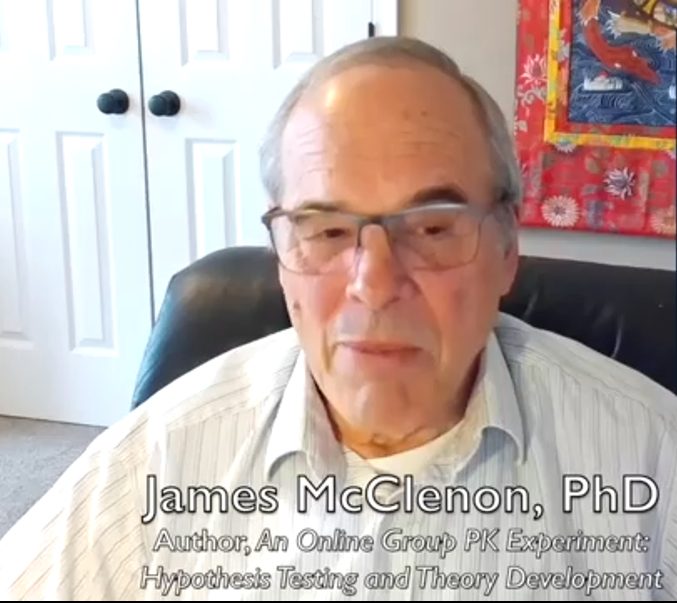 James McClenon, PhD
Author, An Online Group PK Experiment:
Hypothesis Testing and Theory Development